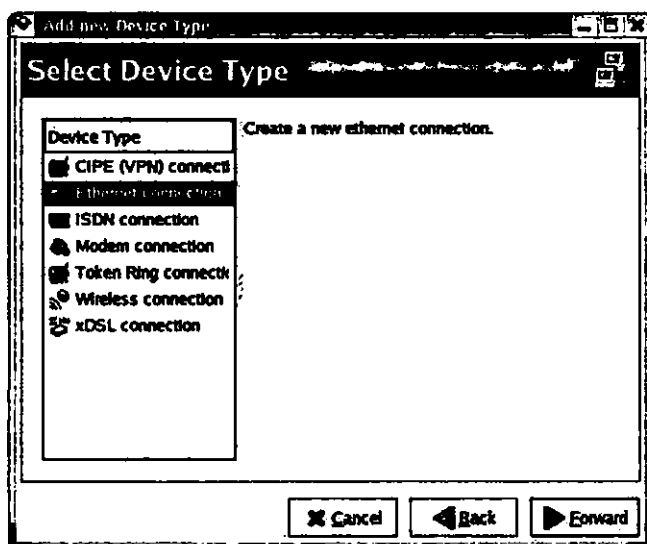 Add new Device Type
Select Device Type
Device Type
Create a new ethernet connection.
CIPE (VPN) connecti
Ethernet connection
ISDN connection
Modem connection
Token Ring connectk
Wireless connection
xDSL connection
Cancel
Back
Forward